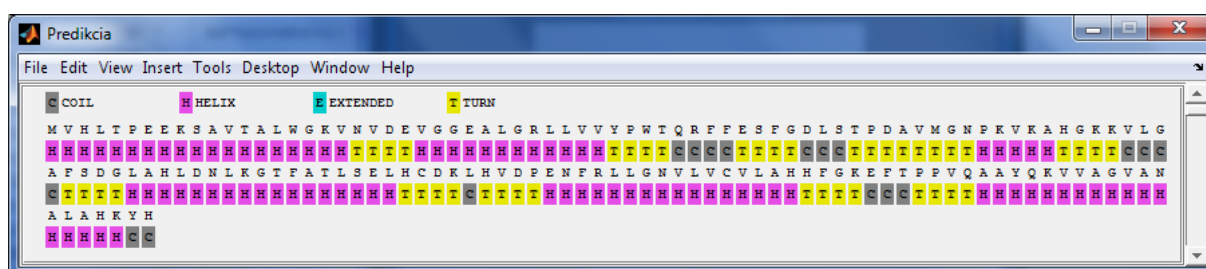 Predikcia
File Edit View Insert Tools Desktop Window Help
C COIL H HELIX E EXTENDED T TURN
M V H L T P E E K S A V T A L W G K V N V D E V G G E A L G R L L V V Y P W T Q R F F E S F G D L S T P D A V M G N P K V K A H G K K V L G
H H H H H H H H H H H H H H H H H H H T T T T H H H H H H H H H H H H T T T T C C C C T T T T C C C T T T T T T T T H H H H H T T T T C C C
A F S D G L A H L D N L K G T F A T L S E L H C D K L H V D P E N F R L L G N V L V C V L A H H F G K E F T P P V Q A A Y Q K V V A G V A N
C T T T T H H H H H H H H H H H H H H H H H T T T T C T T T T H H H H H H H H H H H H H H H H T T T T C C C T T T T H H H H H H H H H H H H
A L A H K Y H
H H H H H C C